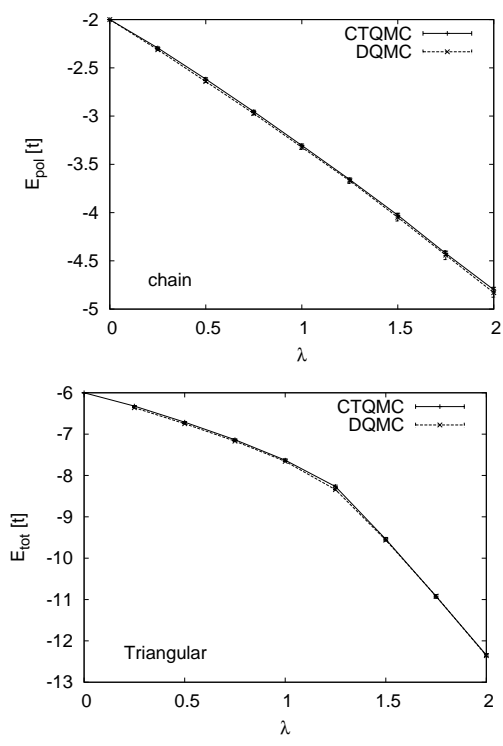 -2
-2.5
-3
-3.5
-4
-4.5
-5
E_pol [t]
CTQMC
DQMC
chain
0 0.5 1 1.5 2
λ
-6
-7
-8
-9
-10
-11
-12
-13
E_tot [t]
CTQMC
DQMC
Triangular
0 0.5 1 1.5 2
λ